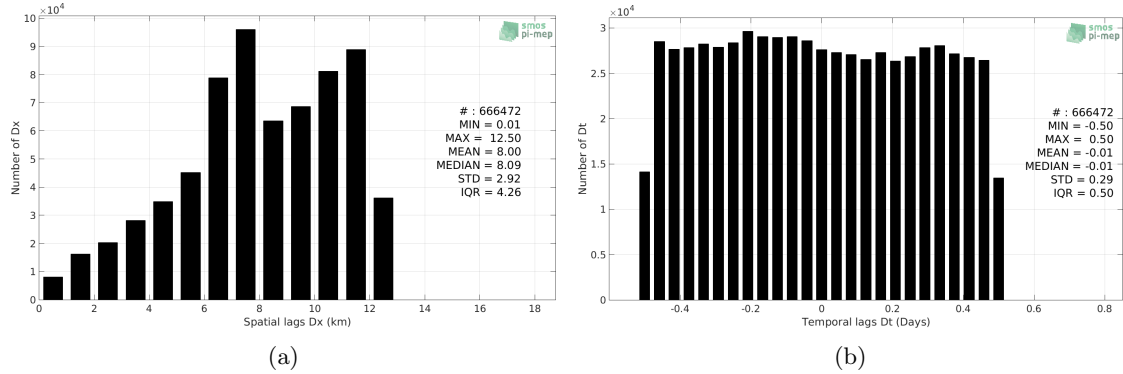 ×10⁴
10
9
8
7
6
5
4
3
2
1
0
0 2 4 6 8 10 12 14 16 18
Number of Dx
Spatial lags Dx (km)
smos
pi-mep
# : 666472
MIN = 0.01
MAX = 12.50
MEAN = 8.00
MEDIAN = 8.09
STD = 2.92
IQR = 4.26
(a)
×10⁴
3
2.5
2
1.5
1
0.5
0
-0.4 -0.2 0 0.2 0.4 0.6 0.8
Number of Dt
Temporal lags Dt (Days)
smos
pi-mep
# : 666472
MIN = -0.50
MAX = 0.50
MEAN = -0.01
MEDIAN = -0.01
STD = 0.29
IQR = 0.50
(b)